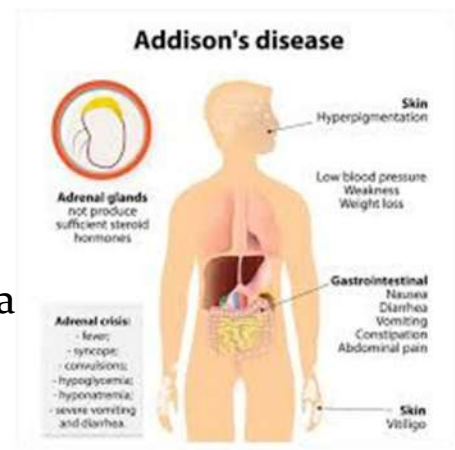 Addison's disease
Adrenal glands
not produce
sufficient steroid
hormones
Skin
Hyperpigmentation
Low blood pressure
Weakness
Weight loss
a
Gastrointestinal
Nausea
Diarrhea
Vomiting
Constipation
Abdominal pain
Adrenal crisis:
- fever;
- syncope;
- convulsions;
- hypoglycemia;
- hyponatremia;
- severe vomiting
and diarrhea.
Skin
Vitiligo